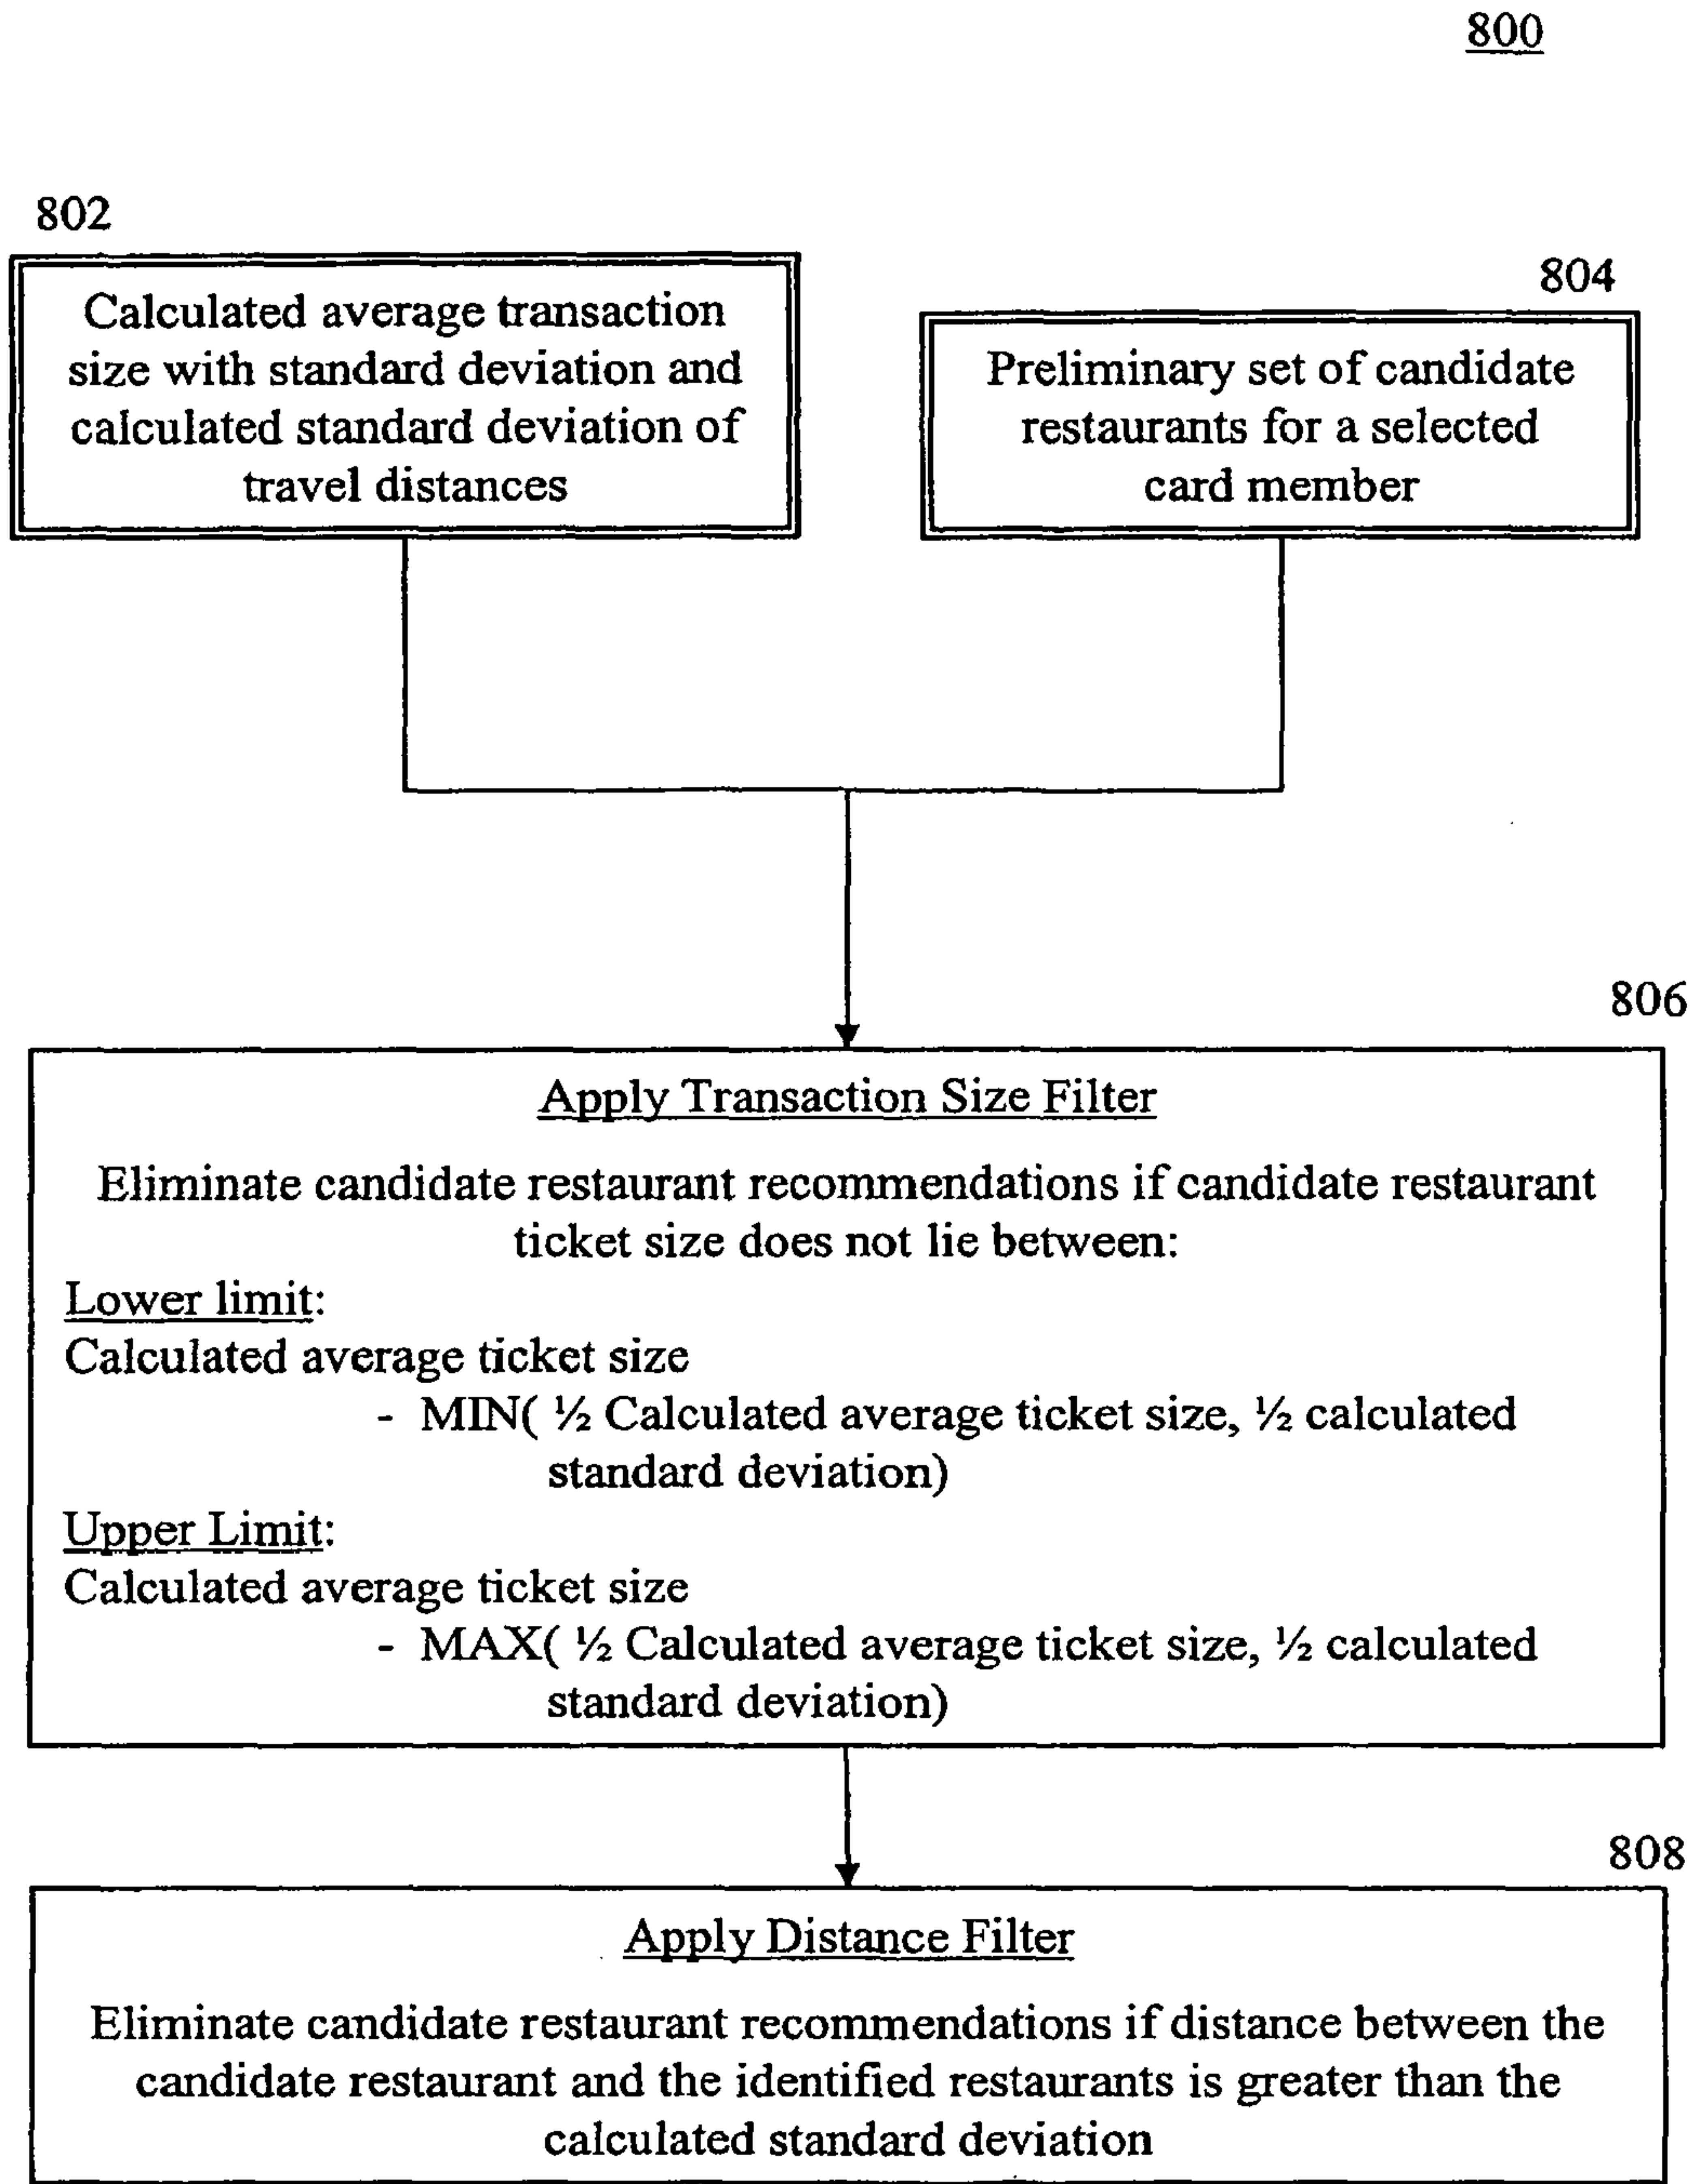 800
802
Calculated average transaction
size with standard deviation and
calculated standard deviation of
travel distances
804
Preliminary set of candidate
restaurants for a selected
card member
806
Apply Transaction Size Filter
Eliminate candidate restaurant recommendations if candidate restaurant
ticket size does not lie between:
Lower limit:
Calculated average ticket size
- MIN( ½ Calculated average ticket size, ½ calculated
standard deviation)
Upper Limit:
Calculated average ticket size
- MAX( ½ Calculated average ticket size, ½ calculated
standard deviation)
808
Apply Distance Filter
Eliminate candidate restaurant recommendations if distance between the
candidate restaurant and the identified restaurants is greater than the
calculated standard deviation